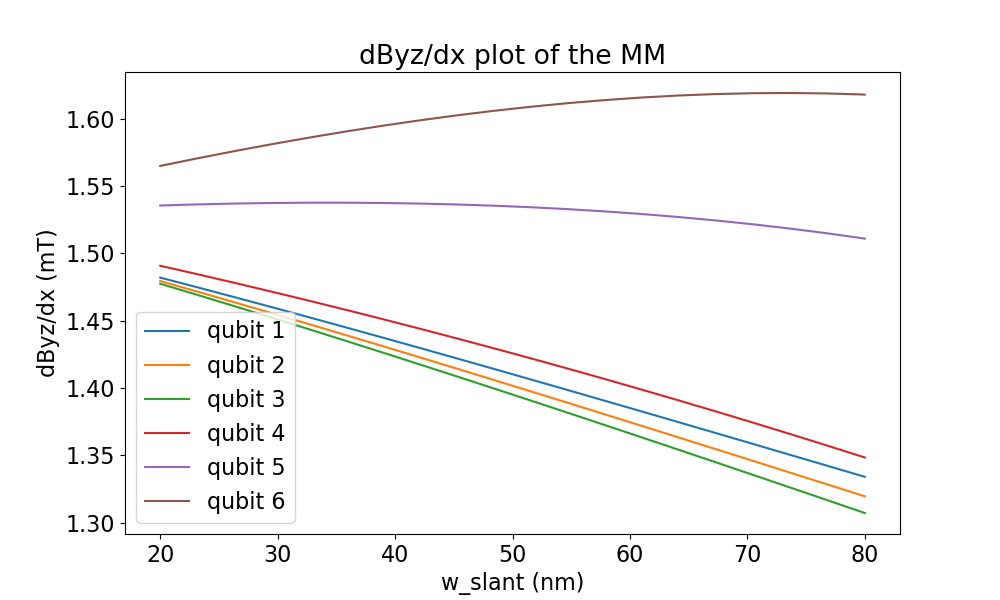 dByz/dx plot of the MM
dByz/dx (mT)
1.60
1.55
1.50
1.45
1.40
1.35
1.30
qubit 1
qubit 2
qubit 3
qubit 4
qubit 5
qubit 6
20 30 40 50 60 70 80
w_slant (nm)